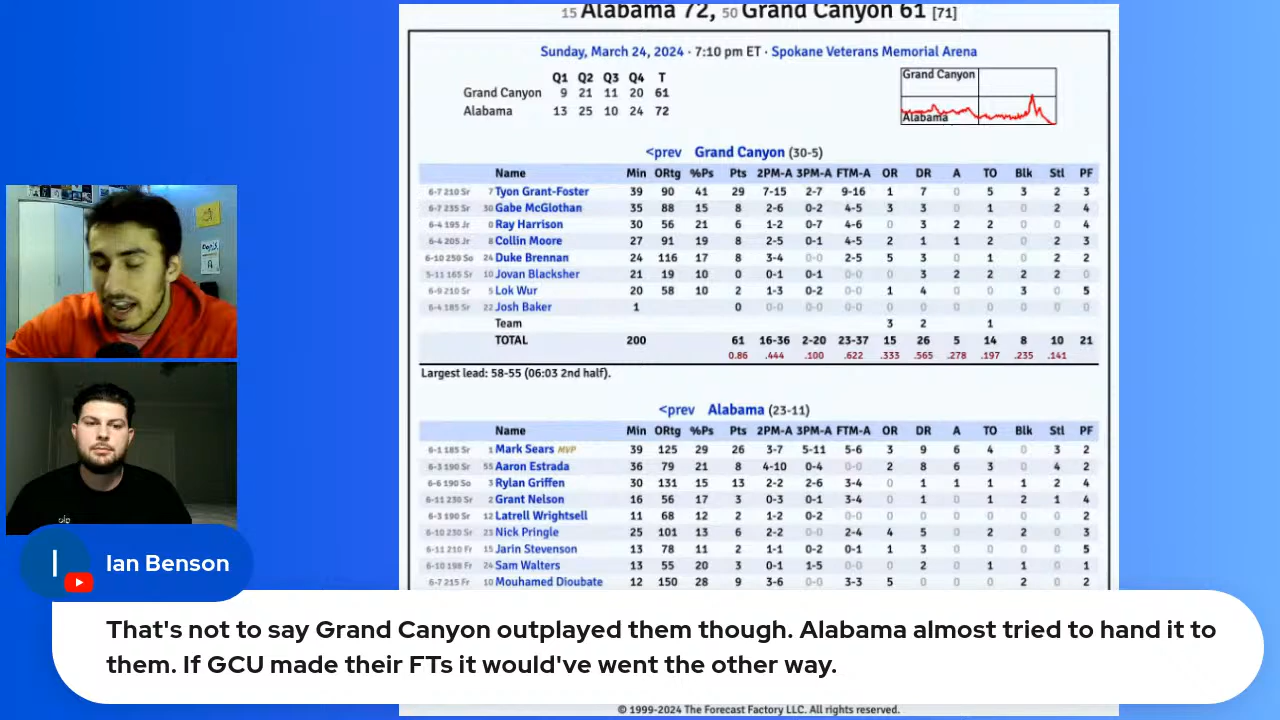 15 Alabama 72, 50 Grand Canyon 61 [71]
Sunday, March 24, 2024 · 7:10 pm ET · Spokane Veterans Memorial Arena
Q1 Q2 Q3 Q4 T
Grand Canyon 9 21 11 20 61
Alabama 13 25 10 24 72
Grand Canyon
Alabama
<prev Grand Canyon (30-5)
Name Min ORtg %Ps Pts 2PM-A 3PM-A FTM-A OR DR A TO Blk Stl PF
6-7 210 Sr 7 Tyon Grant-Foster 39 90 41 29 7-15 2-7 9-16 1 7 0 5 3 2 3
6-7 235 Sr 30 Gabe McGlothan 35 88 15 8 2-6 0-2 4-5 3 3 0 1 0 2 4
6-4 195 Jr 0 Ray Harrison 30 56 21 6 1-2 0-7 4-6 0 3 2 2 0 0 4
6-4 205 Jr 8 Collin Moore 27 91 19 8 2-5 0-1 4-5 2 1 1 2 0 2 3
6-10 250 So 24 Duke Brennan 24 116 17 8 3-4 0-0 2-5 5 3 0 1 0 2 2
5-11 165 Sr 10 Jovan Blacksher 21 19 10 0 0-1 0-1 0-0 0 3 2 2 2 2 0
6-9 210 Sr 5 Lok Wur 20 58 10 2 1-3 0-2 0-0 1 4 0 0 3 0 5
6-4 185 Sr 22 Josh Baker 1 0 0-0 0-0 0-0 0 0 0 0 0 0 0
Team 3 2 1
TOTAL 200 61 16-36 2-20 23-37 15 26 5 14 8 10 21
0.86 .444 .100 .622 .333 .565 .278 .197 .235 .141
Largest lead: 58-55 (06:03 2nd half).
<prev Alabama (23-11)
Name Min ORtg %Ps Pts 2PM-A 3PM-A FTM-A OR DR A TO Blk Stl PF
6-1 185 Sr 1 Mark Sears MVP 39 125 29 26 3-7 5-11 5-6 3 9 6 4 0 3 2
6-3 190 Sr 55 Aaron Estrada 36 79 21 8 4-10 0-4 0-0 2 8 6 3 0 4 2
6-6 190 So 3 Rylan Griffen 30 131 15 13 2-2 2-6 3-4 0 1 1 1 1 2 4
6-11 230 Sr 2 Grant Nelson 16 56 17 3 0-3 0-1 3-4 0 1 0 1 2 1 4
6-3 190 Sr 12 Latrell Wrightsell 11 68 12 2 1-2 0-2 0-0 0 0 0 0 0 0 2
6-10 230 Sr 23 Nick Pringle 25 101 13 6 2-2 0-0 2-4 4 5 0 2 2 0 3
6-11 210 Fr 15 Jarin Stevenson 13 78 11 2 1-1 0-2 0-1 1 3 0 0 0 0 5
6-10 198 Fr 24 Sam Walters 13 55 20 3 0-1 1-5 0-0 0 2 0 1 1 0 1
6-7 215 Fr 10 Mouhamed Dioubate 12 150 28 9 3-6 0-0 3-3 5 0 0 0 2 0 2
I
Ian Benson
That's not to say Grand Canyon outplayed them though. Alabama almost tried to hand it to
them. If GCU made their FTs it would've went the other way.
© 1999-2024 The Forecast Factory LLC. All rights reserved.